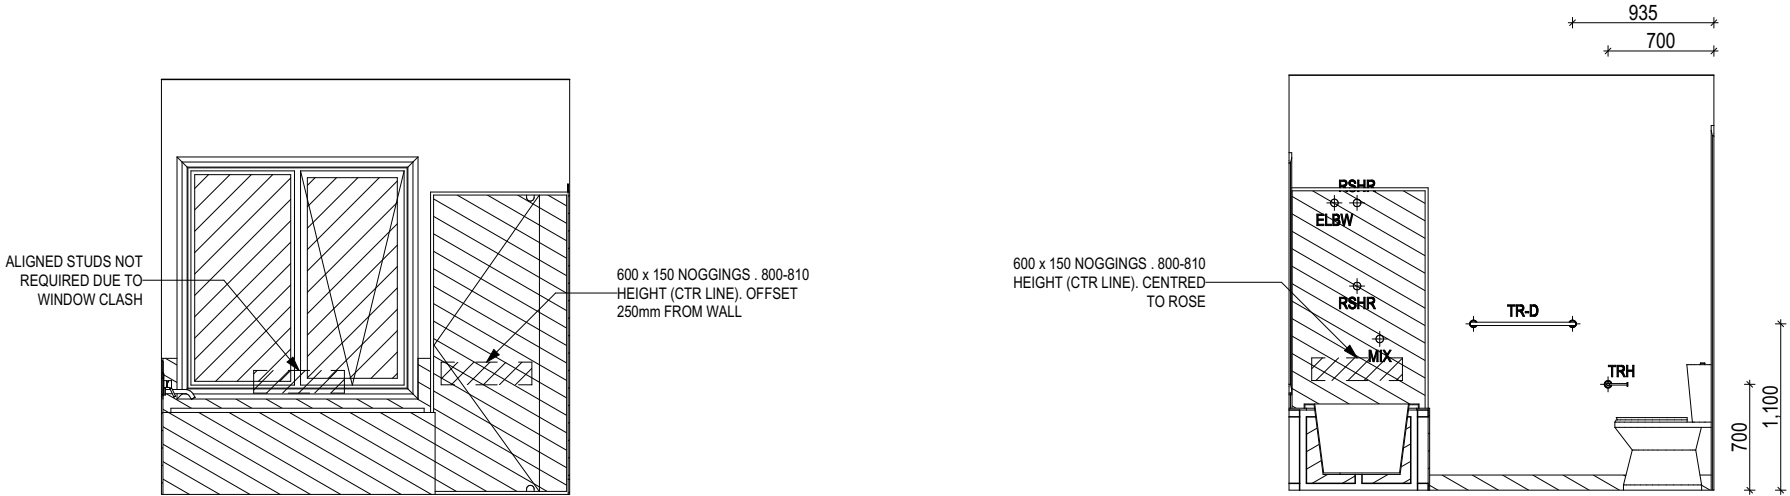 ALIGNED STUDS NOT
REQUIRED DUE TO
WINDOW CLASH
600 x 150 NOGGINGS . 800-810
HEIGHT (CTR LINE). OFFSET
250mm FROM WALL
935
700
600 x 150 NOGGINGS . 800-810
HEIGHT (CTR LINE). CENTRED
TO ROSE
RSHR
ELBW
RSHR
MIX
TR-D
TRH
700
1,100